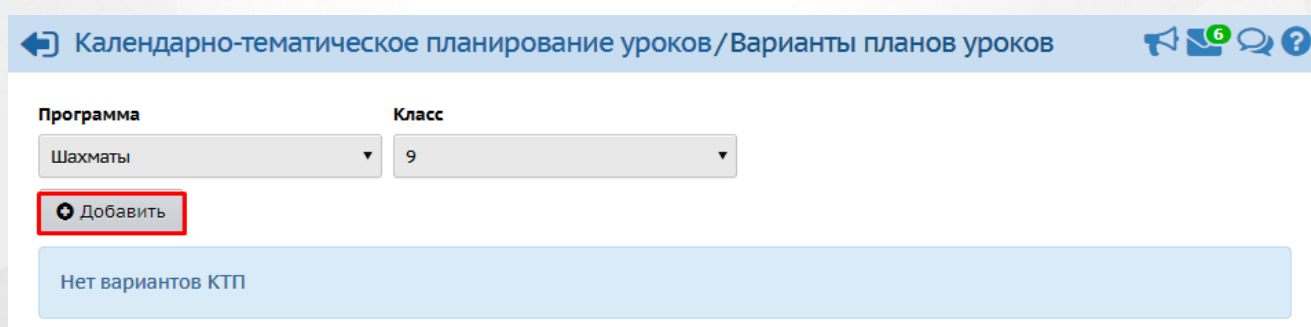 Календарно-тематическое планирование уроков/Варианты планов уроков
6
?
Программа
Класс
Шахматы
9
Добавить
Нет вариантов КТП